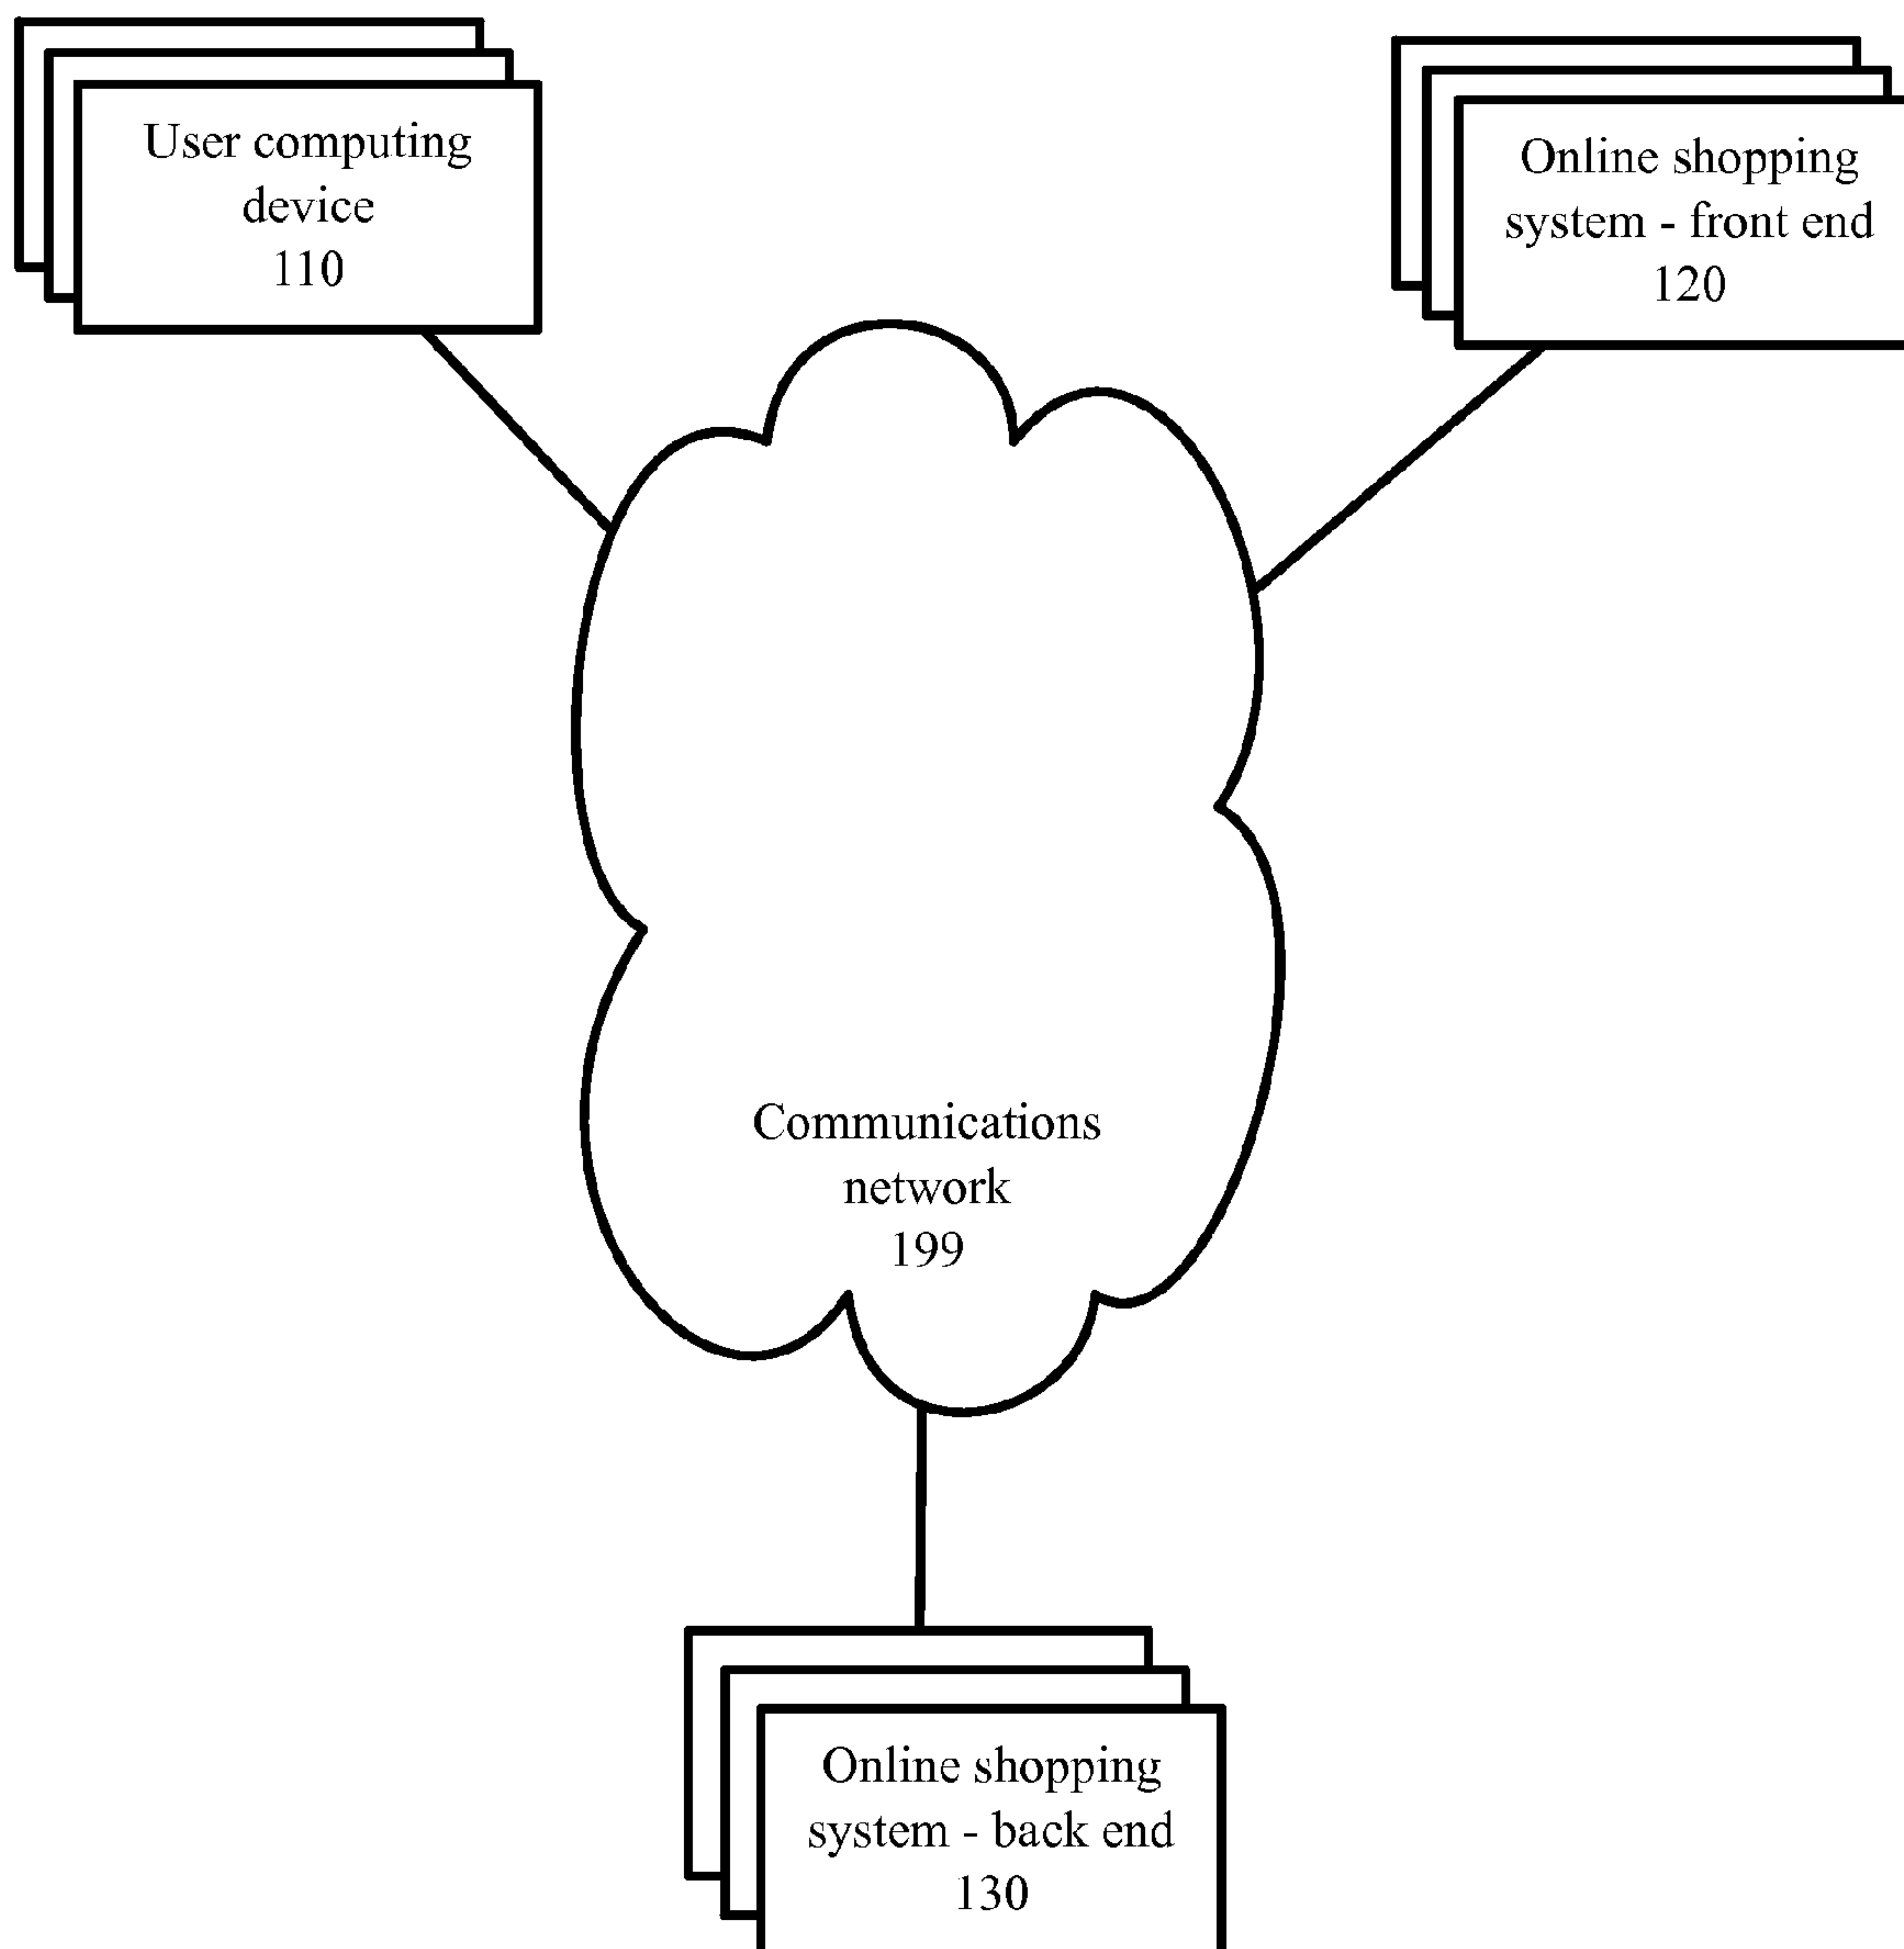 User computing
device
110
Online shopping
system - front end
120
Communications
network
199
Online shopping
system - back end
130